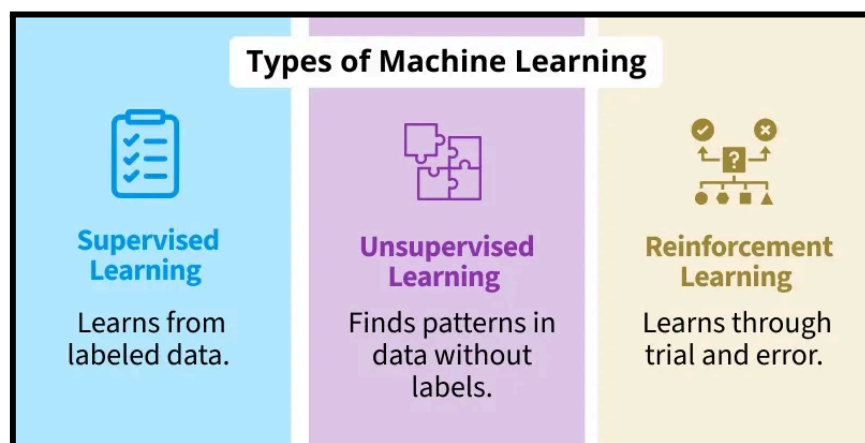 Types of Machine Learning
Supervised
Learning
Learns from
labeled data.
Unsupervised
Learning
Finds patterns in
data without
labels.
?
Reinforcement
Learning
Learns through
trial and error.